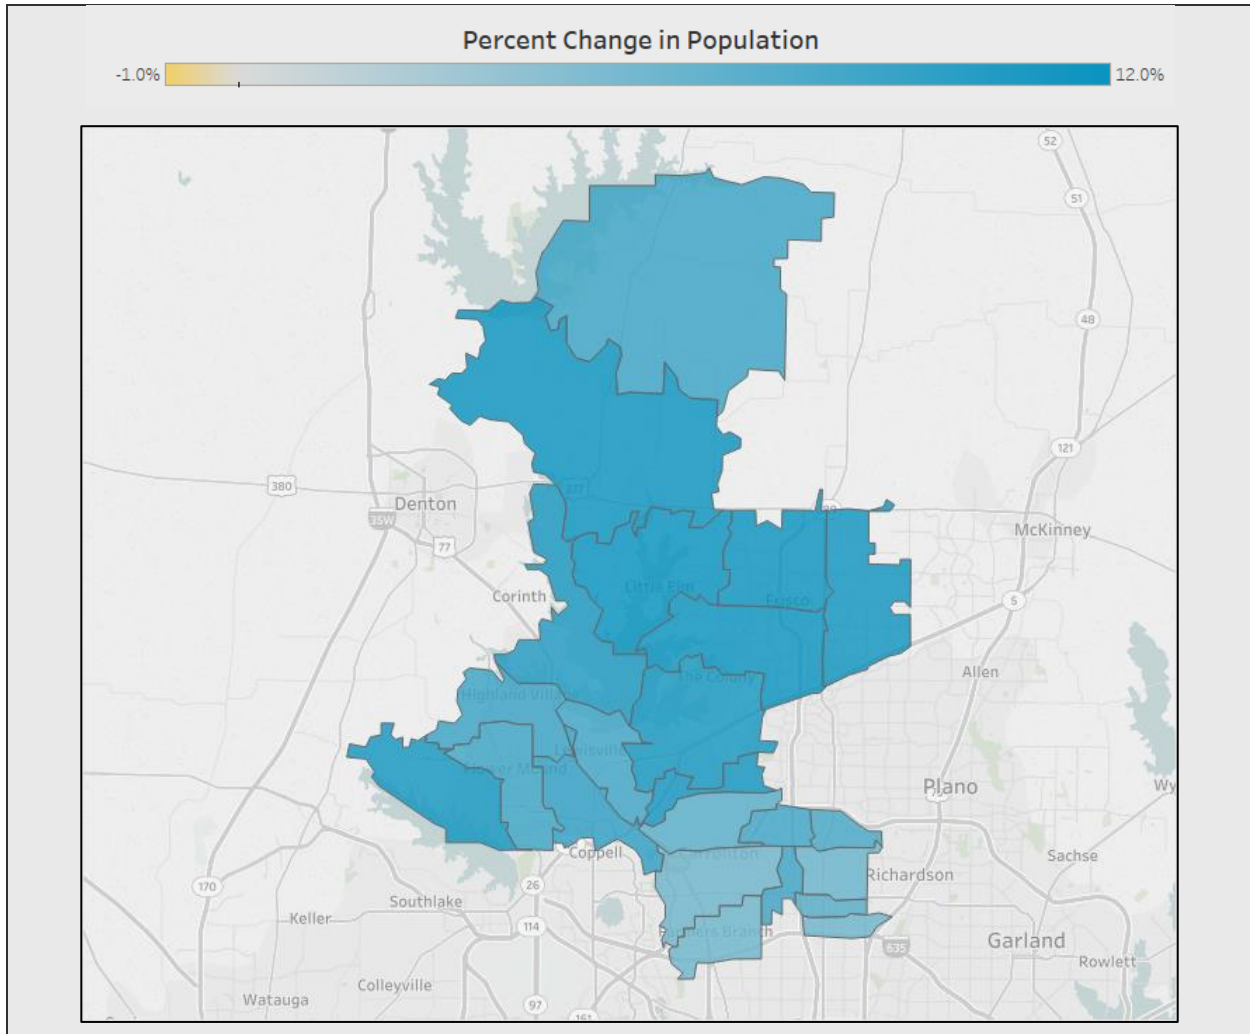 Percent Change in Population
-1.0%
12.0%
52
51
48
121
380
Denton
35W
77
McKinney
Corinth
Little Elm
Frisco
5
Allen
The Colony
Highland Village
Lewisville
Flower Mound
Plano
Wy
Coppell
Carrollton
Sachse
170
26
Richardson
Southlake
Keller
114
Farmers Branch
635
Garland
Rowlett
Colleyville
Watauga
97
161